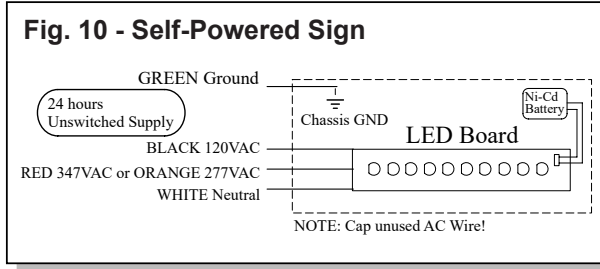 Fig. 10 - Self-Powered Sign
GREEN Ground
24 hours
Unswitched Supply
Chassis GND
Ni-Cd
Battery
LED Board
BLACK 120VAC
RED 347VAC or ORANGE 277VAC
WHITE Neutral
NOTE: Cap unused AC Wire!